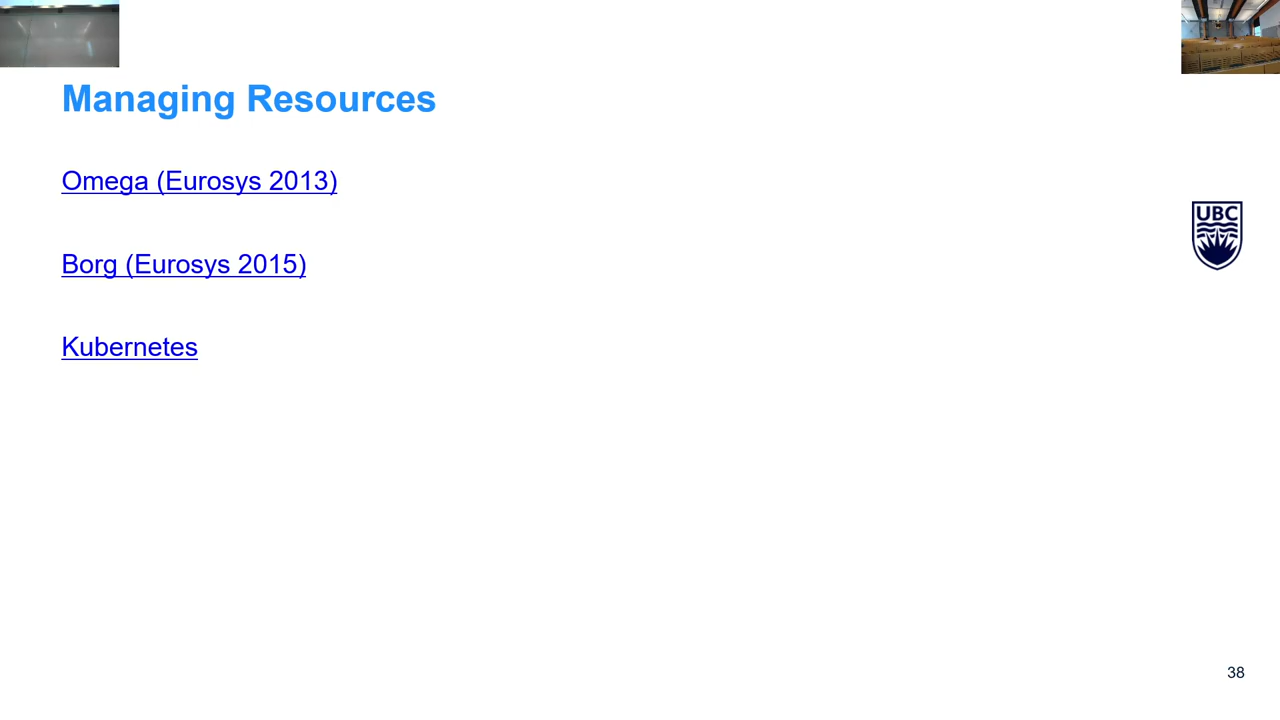 Managing Resources
Omega (Eurosys 2013)
UBC
Borg (Eurosys 2015)
Kubernetes
38